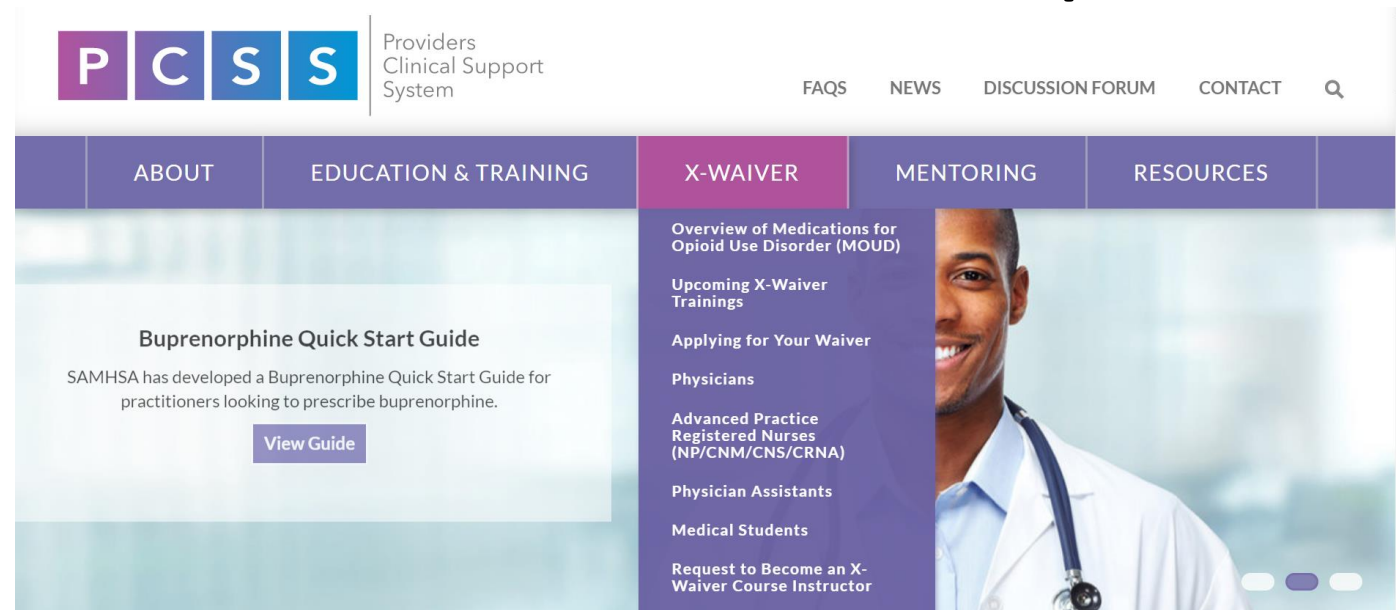 P C S S
Providers
Clinical Support
System
FAQS NEWS DISCUSSION FORUM CONTACT
ABOUT EDUCATION & TRAINING X-WAIVER MENTORING RESOURCES
Overview of Medications for
Opioid Use Disorder (MOUD)
Upcoming X-Waiver
Trainings
Applying for Your Waiver
Physicians
Advanced Practice
Registered Nurses
(NP/CNM/CNS/CRNA)
Physician Assistants
Medical Students
Request to Become an X-
Waiver Course Instructor
Buprenorphine Quick Start Guide
SAMHSA has developed a Buprenorphine Quick Start Guide for
practitioners looking to prescribe buprenorphine.
View Guide